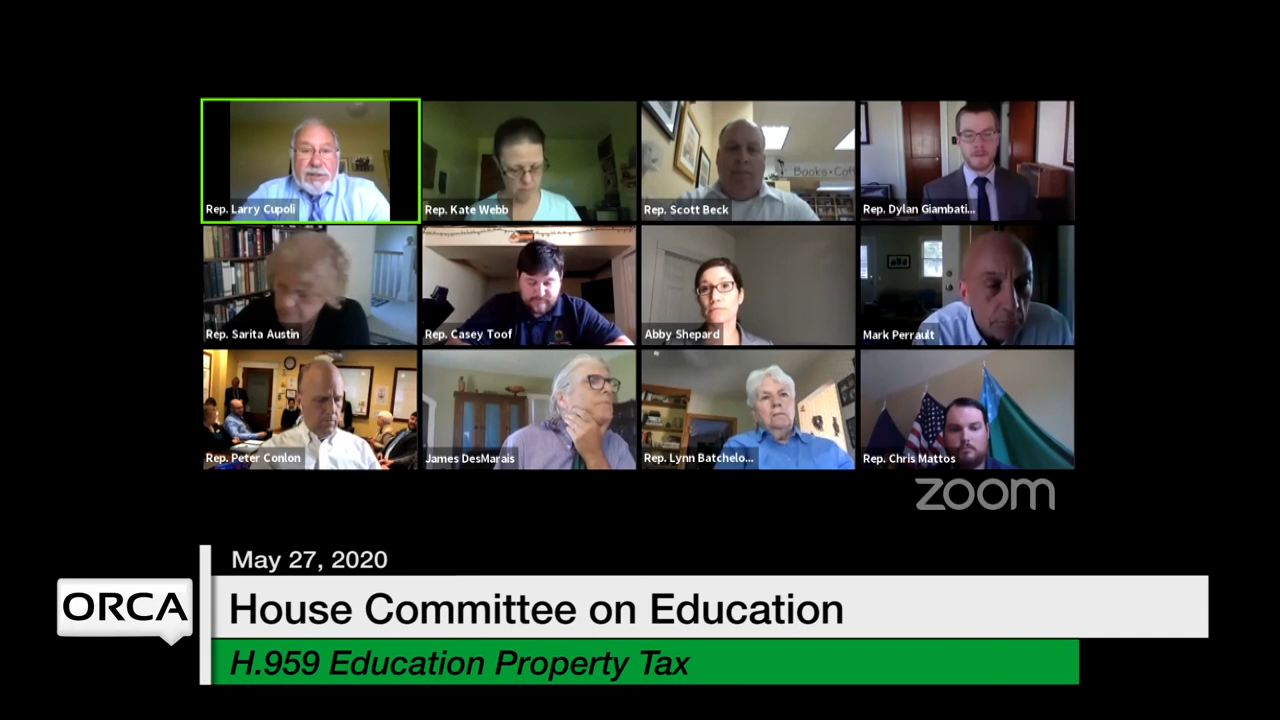 Rep. Larry Cupoli
Rep. Kate Webb
Books•Cof
Rep. Scott Beck
Rep. Dylan Giambati...
Rep. Sarita Austin
Rep. Casey Toof
Abby Shepard
Mark Perrault
Rep. Peter Conlon
James DesMarais
Rep. Lynn Batchelo...
Rep. Chris Mattos
zoom
May 27, 2020
ORCA
House Committee on Education
H.959 Education Property Tax